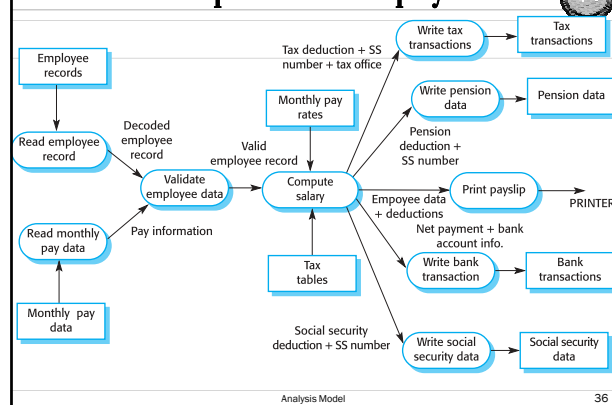 Employee
records
Read employee
record
Decoded
employee
record
Read monthly
pay data
Monthly pay
data
Pay information
Validate
employee data
Valid
employee record
Monthly pay
rates
Compute
salary
Tax
tables
Tax deduction + SS
number + tax office
Write tax
transactions
Tax
transactions
Write pension
data
Pension data
Pension
deduction +
SS number
Print payslip
PRINTER
Empoyee data
+ deductions
Net payment + bank
account info.
Write bank
transaction
Bank
transactions
Social security
deduction + SS number
Write social
security data
Social security
data
Analysis Model
36